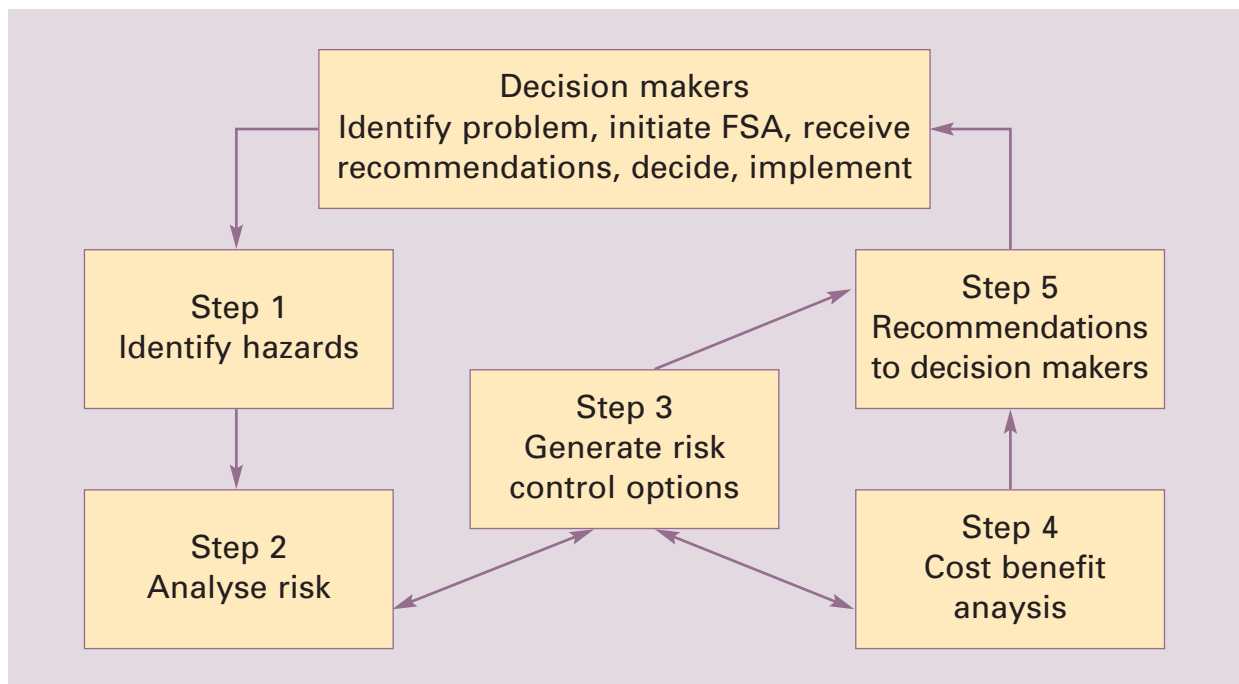 Decision makers
Identify problem, initiate FSA, receive
recommendations, decide, implement
Step 1
Identify hazards
Step 2
Analyse risk
Step 3
Generate risk
control options
Step 4
Cost benefit
anaysis
Step 5
Recommendations
to decision makers